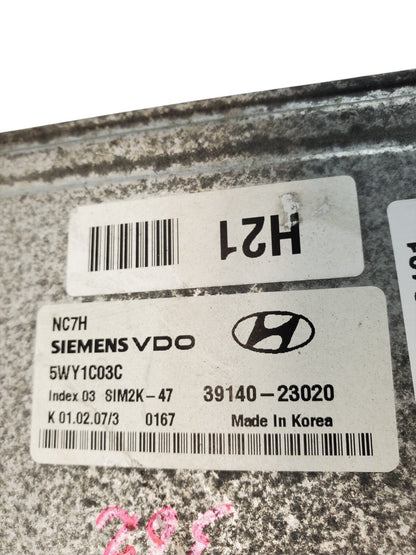 H21
NC7H
SIEMENS VDO
5WY1C03C
Index 03 SIM2K-47 39140-23020
K 01.02.07/3 0167 Made In Korea